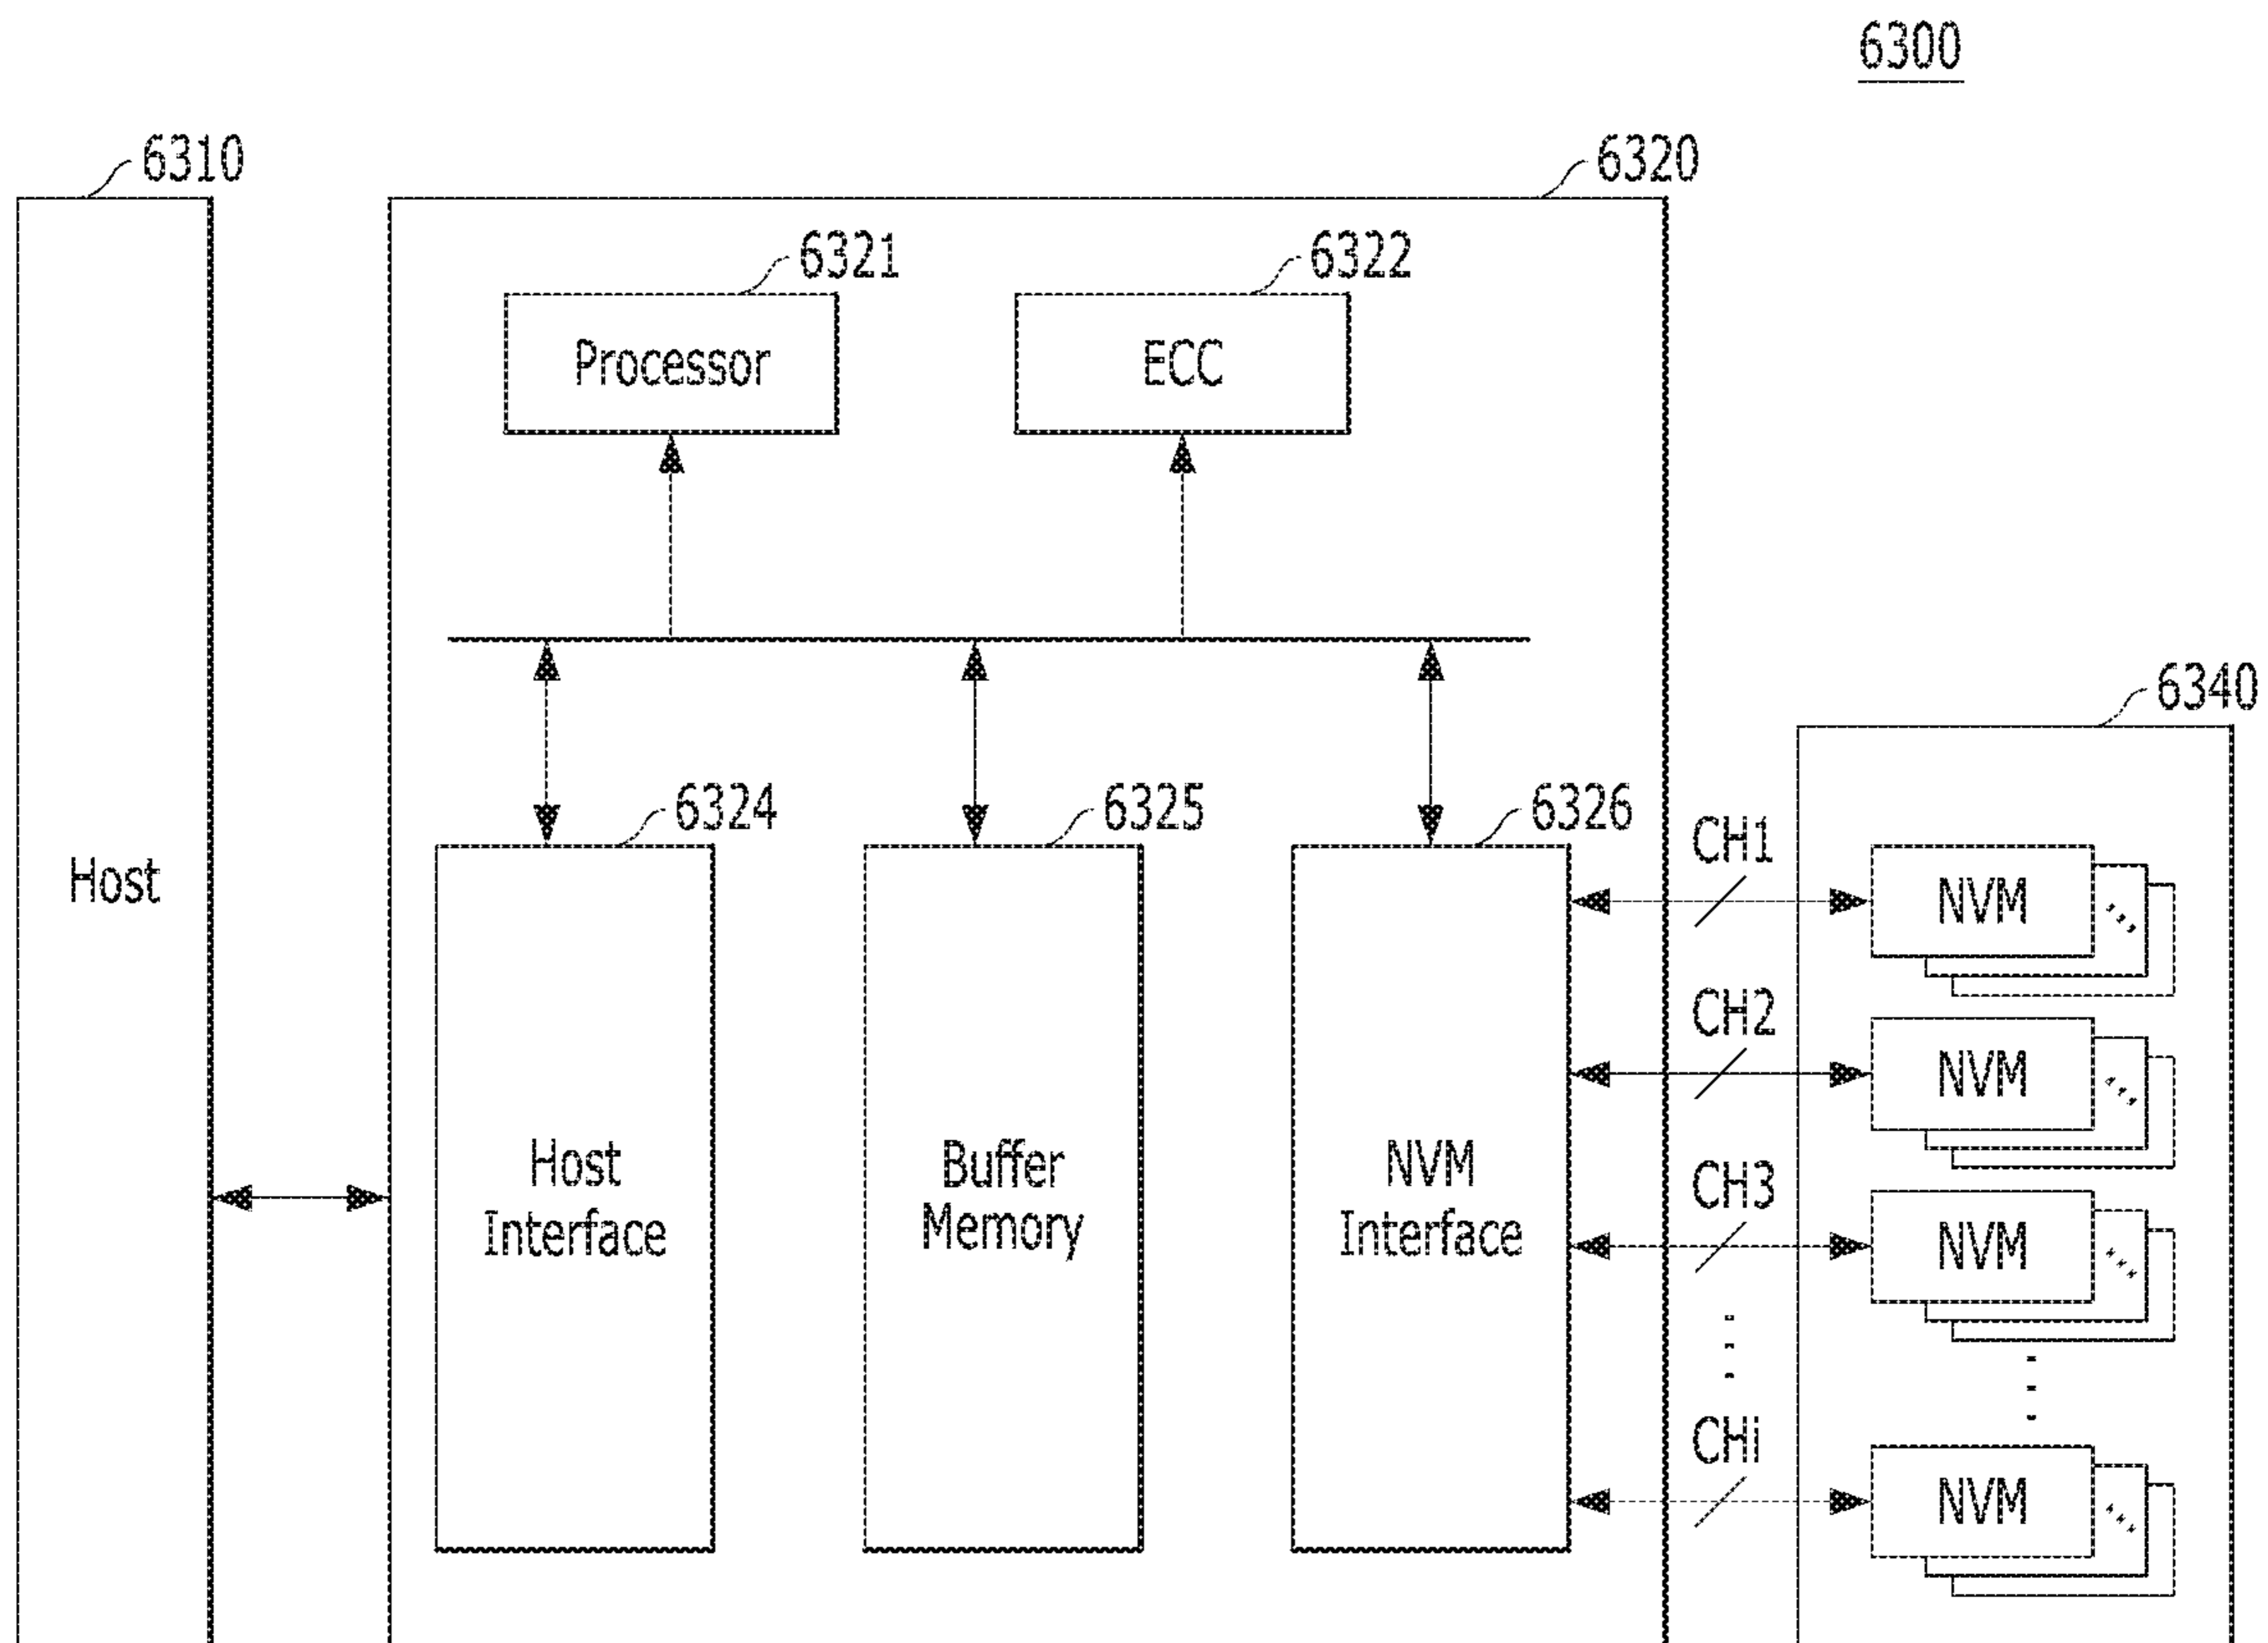 6300
6310
6320
6321
6322
Processor
ECC
6340
6324
6325
6326
CH1
Host
NVM
CH2
NVM
Host
Interface
Buffer
Memory
NVM
Interface
CH3
NVM
CHi
NVM